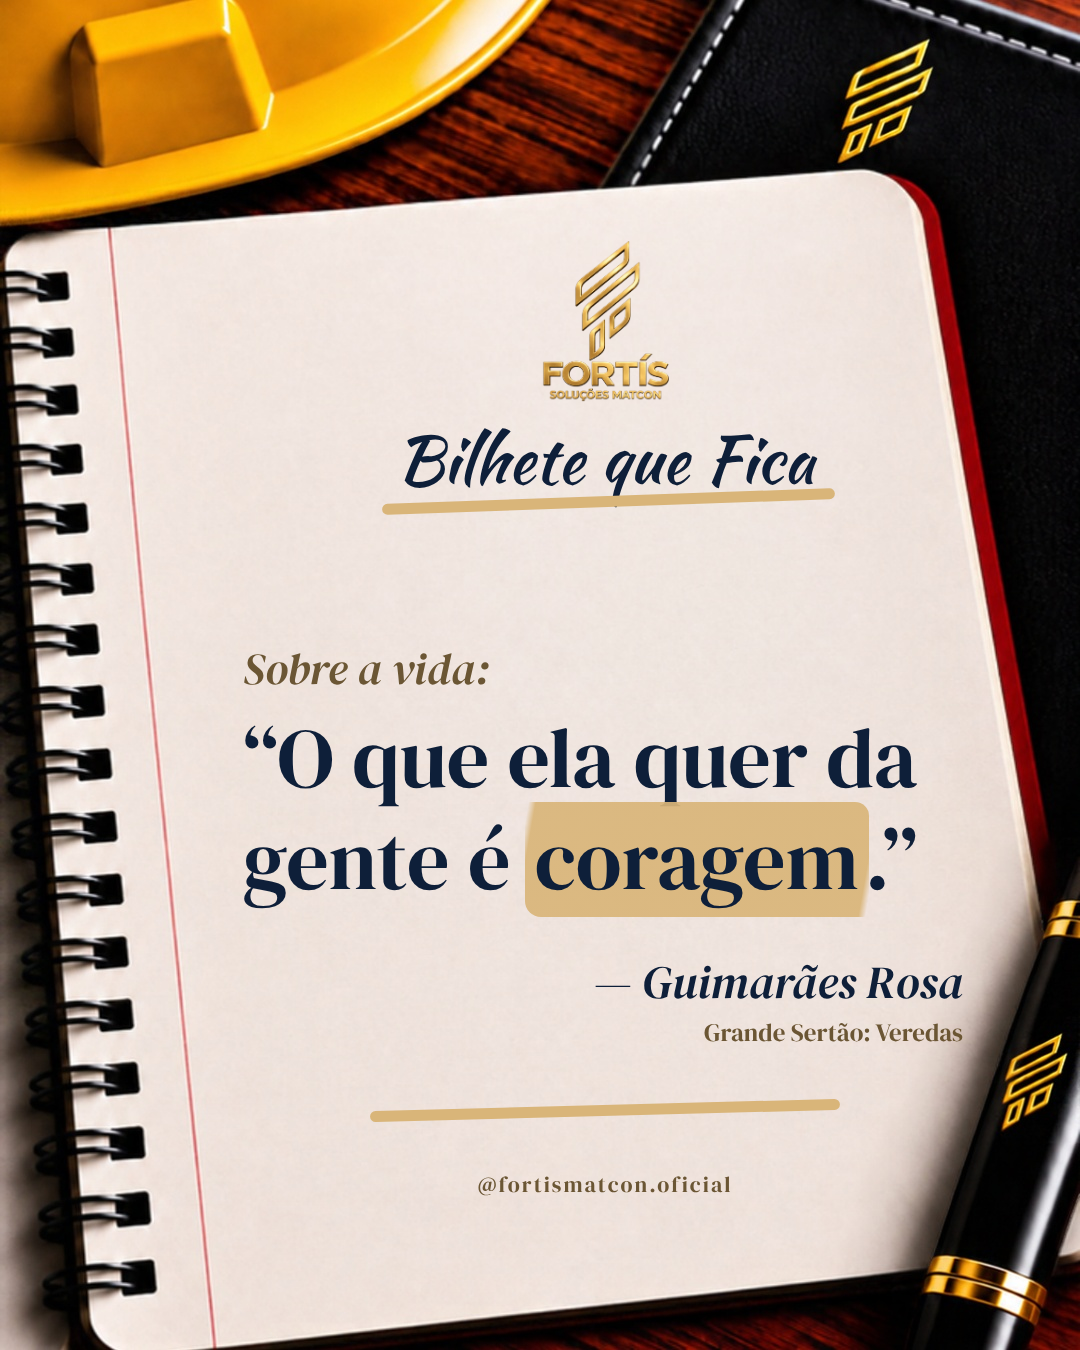 FORTÍS
SOLUÇÕES MATCON
Bilhete que Fica
Sobre a vida:
“O que ela quer da
gente é coragem.”
— Guimarães Rosa
Grande Sertão: Veredas
@fortismatcon.oficial